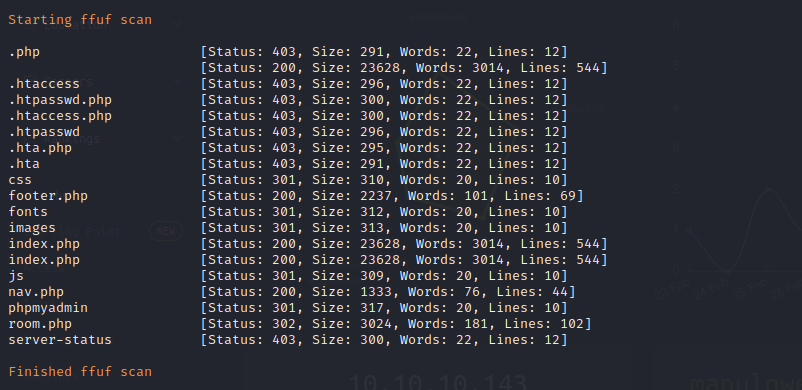 Starting ffuf scan
.php [Status: 403, Size: 291, Words: 22, Lines: 12]
[Status: 200, Size: 23628, Words: 3014, Lines: 544]
.htaccess [Status: 403, Size: 296, Words: 22, Lines: 12]
.htpasswd.php [Status: 403, Size: 300, Words: 22, Lines: 12]
.htaccess.php [Status: 403, Size: 300, Words: 22, Lines: 12]
.htpasswd [Status: 403, Size: 296, Words: 22, Lines: 12]
.hta.php [Status: 403, Size: 295, Words: 22, Lines: 12]
.hta [Status: 403, Size: 291, Words: 22, Lines: 12]
css [Status: 301, Size: 310, Words: 20, Lines: 10]
footer.php [Status: 200, Size: 2237, Words: 101, Lines: 69]
fonts [Status: 301, Size: 312, Words: 20, Lines: 10]
images [Status: 301, Size: 313, Words: 20, Lines: 10]
index.php [Status: 200, Size: 23628, Words: 3014, Lines: 544]
index.php [Status: 200, Size: 23628, Words: 3014, Lines: 544]
js [Status: 301, Size: 309, Words: 20, Lines: 10]
nav.php [Status: 200, Size: 1333, Words: 76, Lines: 44]
phpmyadmin [Status: 301, Size: 317, Words: 20, Lines: 10]
room.php [Status: 302, Size: 3024, Words: 181, Lines: 102]
server-status [Status: 403, Size: 300, Words: 22, Lines: 12]
Finished ffuf scan
NEW
10.10.10.143